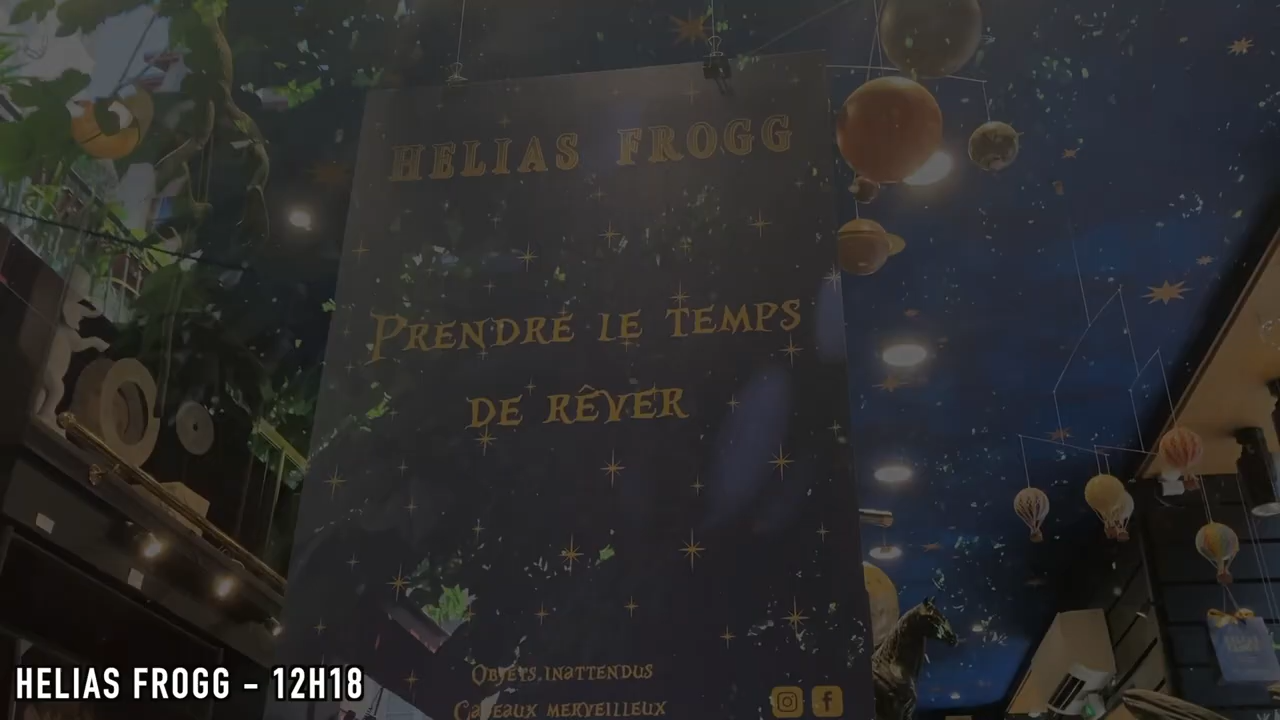 HELIAS FROGG
PRENDRE LE TEMPS
DE RÊVER
OBJETS INATTENDUS
CADEAUX MERVEILLEUX
HELIAS FROGG - 12H18